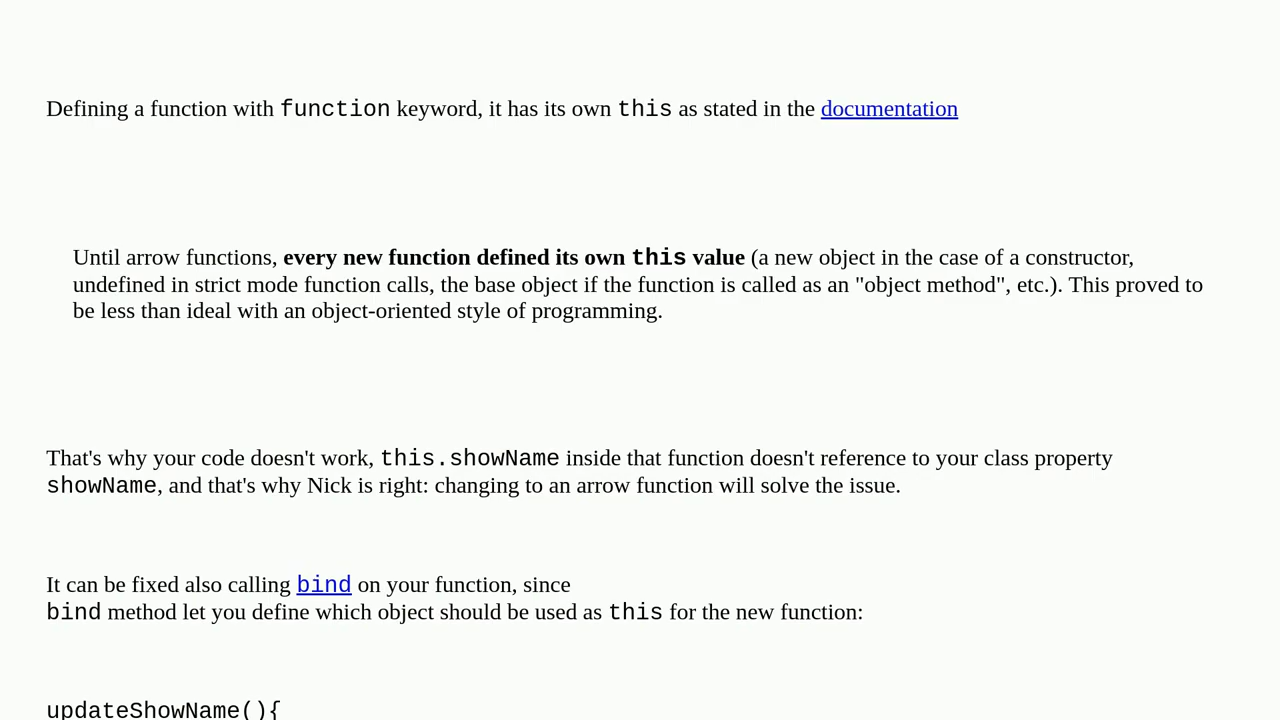 Defining a function with function keyword, it has its own this as stated in the documentation
Until arrow functions, every new function defined its own this value (a new object in the case of a constructor,
undefined in strict mode function calls, the base object if the function is called as an "object method", etc.). This proved to
be less than ideal with an object-oriented style of programming.
That's why your code doesn't work, this.showName inside that function doesn't reference to your class property
showName, and that's why Nick is right: changing to an arrow function will solve the issue.
It can be fixed also calling bind on your function, since
bind method let you define which object should be used as this for the new function:
updateShowName(){